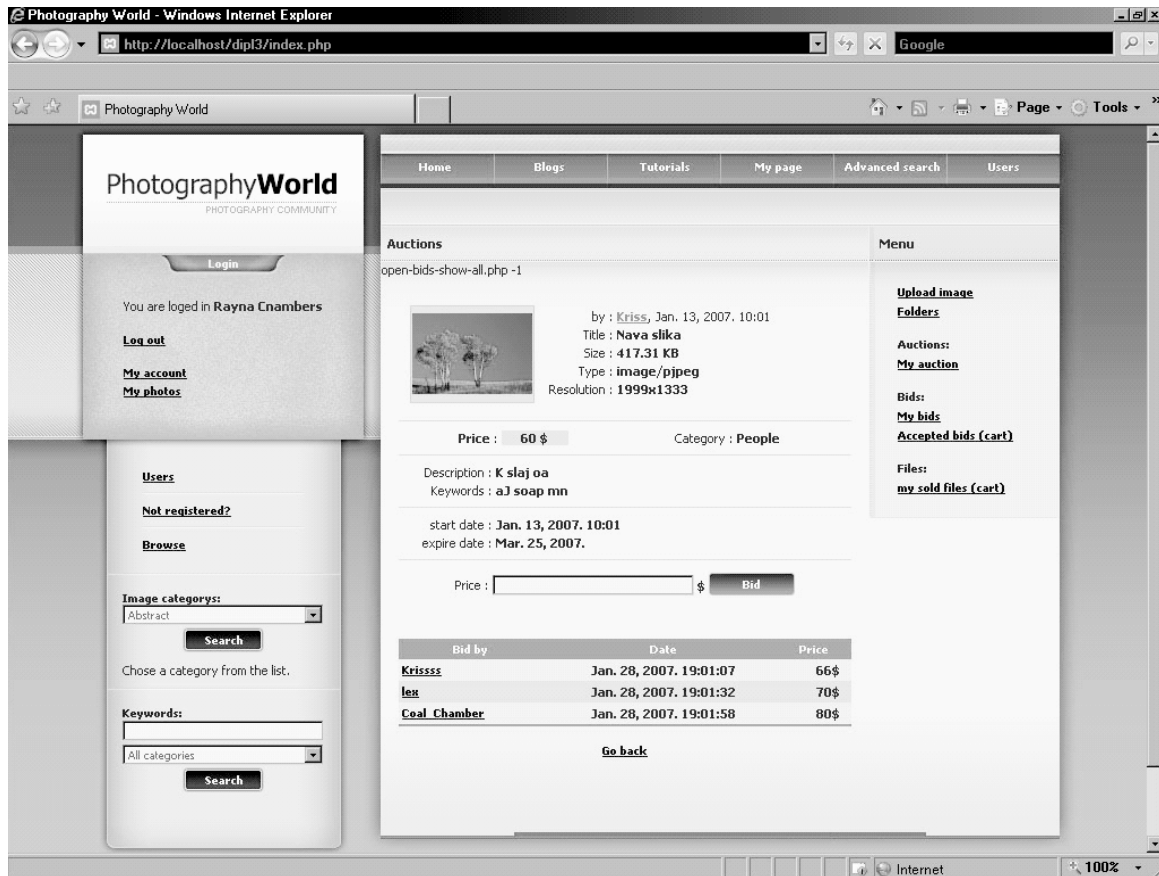 Photography World - Windows Internet Explorer
http://localhost/dipl3/index.php
Google
Photography World
Page
Tools
»
PhotographyWorld
PHOTOGRAPHY COMMUNITY
Login
You are loged in Rayna Cnambers
Log out
My account
My photos
Users
Not registered?
Browse
Image categorys:
Abstract
Search
Chose a category from the list.
Keywords:
All categories
Search
Home
Blogs
Tutorials
My page
Advanced search
Users
Auctions
open-bids-show-all.php -1
by : Kriss, Jan. 13, 2007. 10:01
Title : Nava slika
Size : 417.31 KB
Type : image/pjpeg
Resolution : 1999x1333
Price : 60 $
Category : People
Description : K slaj oa
Keywords : aJ soap mn
start date : Jan. 13, 2007. 10:01
expire date : Mar. 25, 2007.
Price : $ Bid
Bid by Date Price
Krissss Jan. 28, 2007. 19:01:07 66$
lex Jan. 28, 2007. 19:01:32 70$
Coal_Chamber Jan. 28, 2007. 19:01:58 80$
Go back
Menu
Upload image
Folders
Auctions:
My auction
Bids:
My bids
Accepted bids (cart)
Files:
my sold files (cart)
Internet
100%